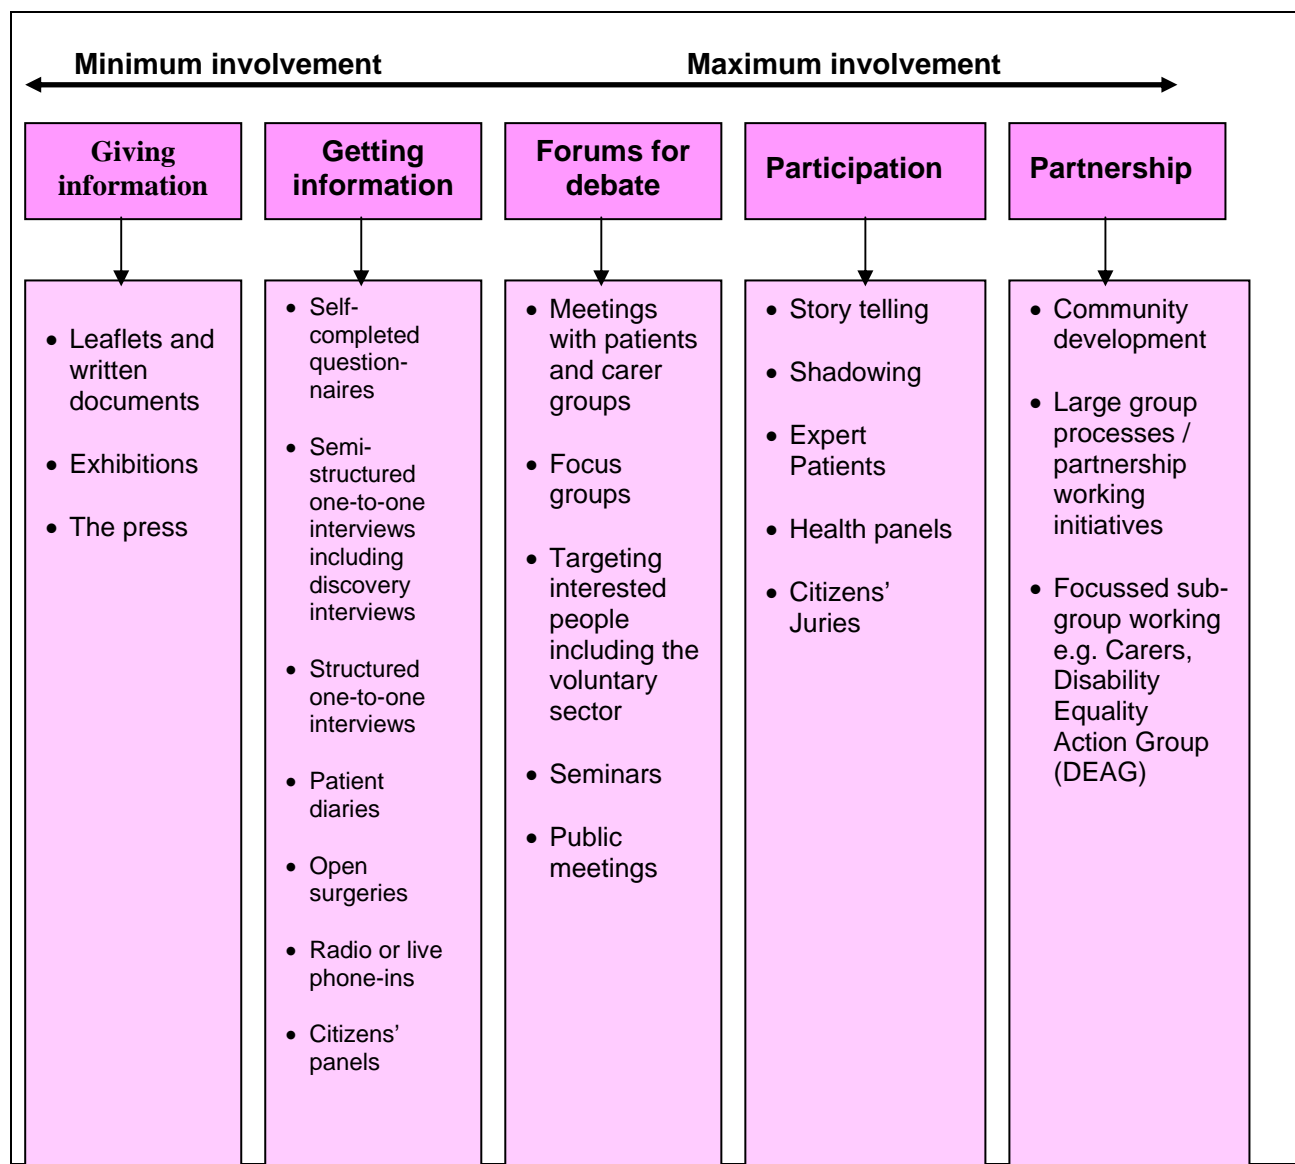 Minimum involvement
Maximum involvement
Giving
information
Getting
information
Forums for
debate
Participation
Partnership
• Leaflets and
written
documents
• Exhibitions
• The press
• Self-
completed
question-
naires
• Semi-
structured
one-to-one
interviews
including
discovery
interviews
• Structured
one-to-one
interviews
• Patient
diaries
• Open
surgeries
• Radio or live
phone-ins
• Citizens’
panels
• Meetings
with patients
and carer
groups
• Focus
groups
• Targeting
interested
people
including the
voluntary
sector
• Seminars
• Public
meetings
• Story telling
• Shadowing
• Expert
Patients
• Health panels
• Citizens’
Juries
• Community
development
• Large group
processes /
partnership
working
initiatives
• Focussed sub-
group working
e.g. Carers,
Disability
Equality
Action Group
(DEAG)